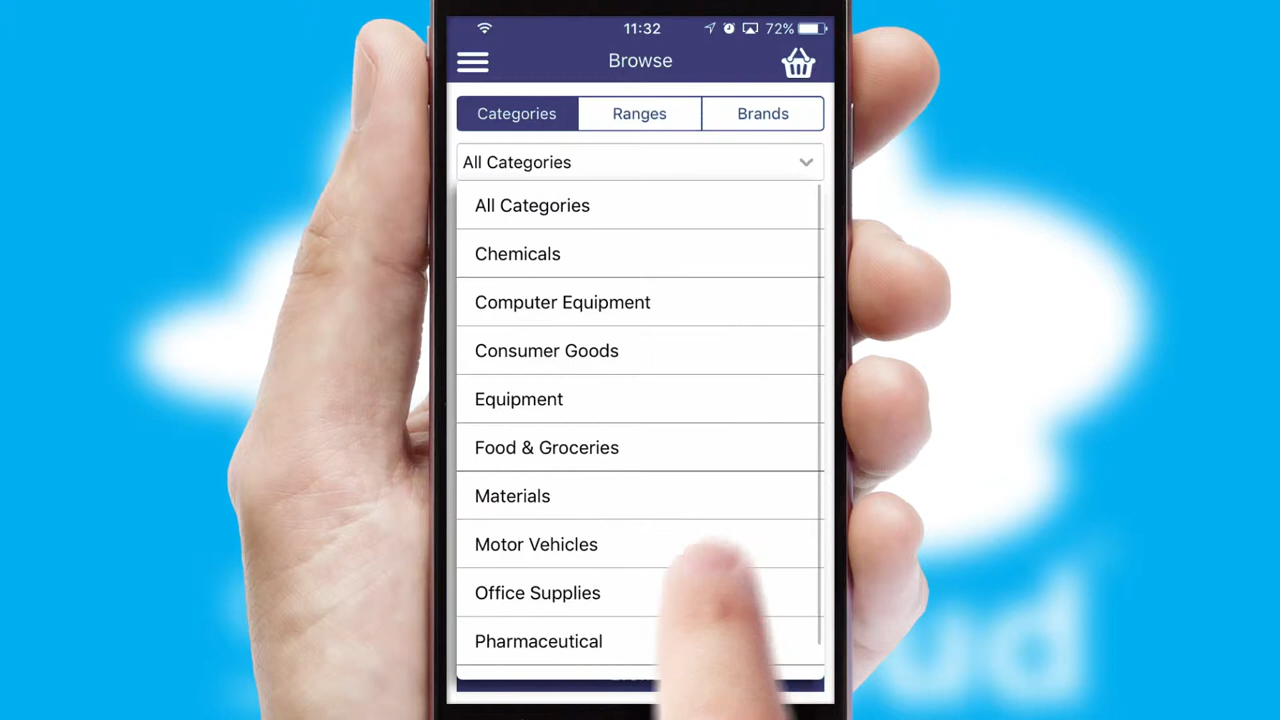 11:32
72%
Browse
Categories
Ranges
Brands
All Categories
All Categories
Chemicals
Computer Equipment
Consumer Goods
Equipment
Food & Groceries
Materials
Motor Vehicles
Office Supplies
Pharmaceutical